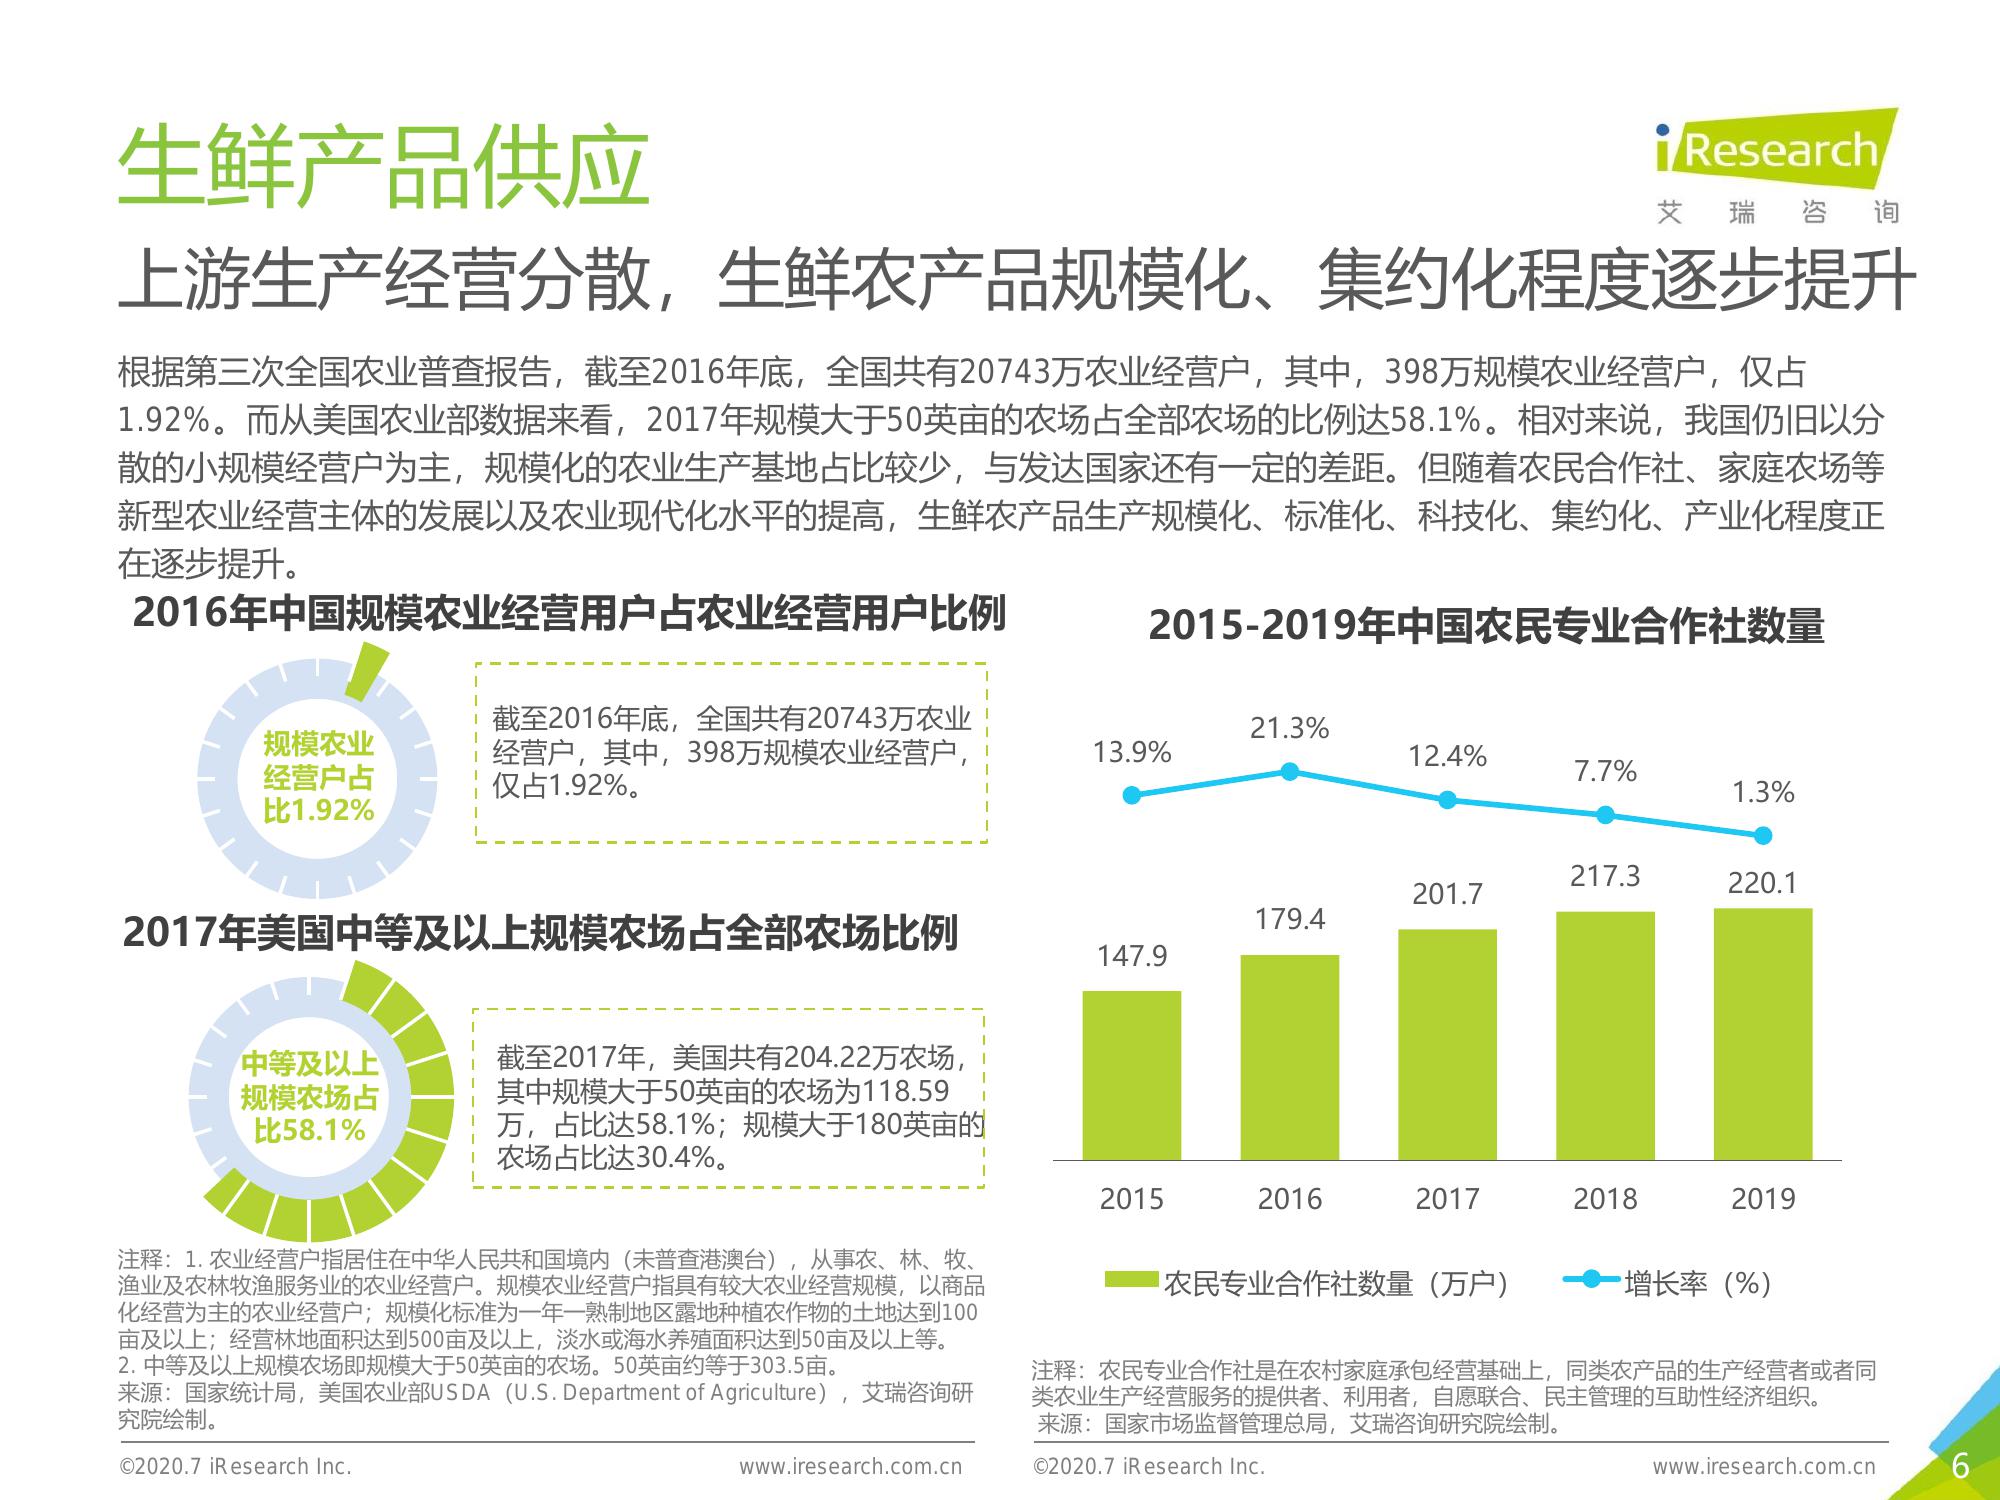 生鲜产品供应
iResearch
艾瑞咨询
上游生产经营分散，生鲜农产品规模化、集约化程度逐步提升
根据第三次全国农业普查报告，截至2016年底，全国共有20743万农业经营户，其中，398万规模农业经营户，仅占
1.92%。而从美国农业部数据来看，2017年规模大于50英亩的农场占全部农场的比例达58.1%。相对来说，我国仍旧以分
散的小规模经营户为主，规模化的农业生产基地占比较少，与发达国家还有一定的差距。但随着农民合作社、家庭农场等
新型农业经营主体的发展以及农业现代化水平的提高，生鲜农产品生产规模化、标准化、科技化、集约化、产业化程度正
在逐步提升。
2016年中国规模农业经营用户占农业经营用户比例
规模农业
经营户占
比1.92%
截至2016年底，全国共有20743万农业
经营户，其中，398万规模农业经营户，
仅占1.92%。
2017年美国中等及以上规模农场占全部农场比例
中等及以上
规模农场占
比58.1%
截至2017年，美国共有204.22万农场，
其中规模大于50英亩的农场为118.59
万，占比达58.1%；规模大于180英亩的
农场占比达30.4%。
注释：1. 农业经营户指居住在中华人民共和国境内（未普查港澳台），从事农、林、牧、
渔业及农林牧渔服务业的农业经营户。规模农业经营户指具有较大农业经营规模，以商品
化经营为主的农业经营户；规模化标准为一年一熟制地区露地种植农作物的土地达到100
亩及以上；经营林地面积达到500亩及以上，淡水或海水养殖面积达到50亩及以上等。
2. 中等及以上规模农场即规模大于50英亩的农场。50英亩约等于303.5亩。
来源：国家统计局，美国农业部USDA（U.S. Department of Agriculture），艾瑞咨询研
究院绘制。
2015-2019年中国农民专业合作社数量
13.9% 21.3% 12.4% 7.7% 1.3%
147.9 179.4 201.7 217.3 220.1
2015 2016 2017 2018 2019
农民专业合作社数量（万户） 增长率（%）
注释：农民专业合作社是在农村家庭承包经营基础上，同类农产品的生产经营者或者同
类农业生产经营服务的提供者、利用者，自愿联合、民主管理的互助性经济组织。
来源：国家市场监督管理总局，艾瑞咨询研究院绘制。
©2020.7 iResearch Inc. www.iresearch.com.cn
©2020.7 iResearch Inc. www.iresearch.com.cn
6